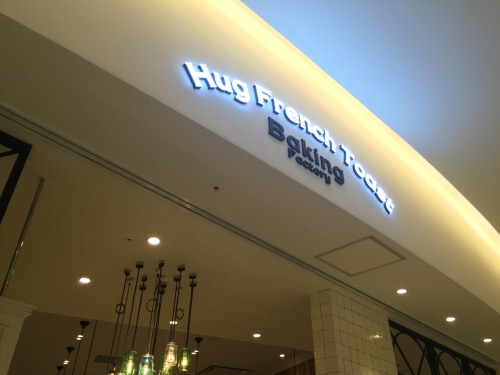 Hug French Toast
Baking
Factory